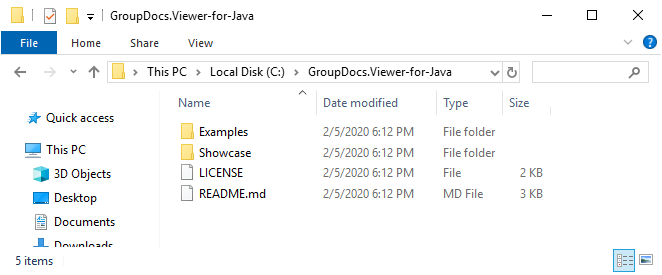 GroupDocs.Viewer-for-Java
File Home Share View
This PC Local Disk (C:) GroupDocs.Viewer-for-Java
Name Date modified Type Size
Quick access
Examples 2/5/2020 6:12 PM File folder
Showcase 2/5/2020 6:12 PM File folder
This PC
LICENSE 2/5/2020 6:12 PM File 2 KB
3D Objects
README.md 2/5/2020 6:12 PM MD File 3 KB
Desktop
Documents
Downloads
5 items